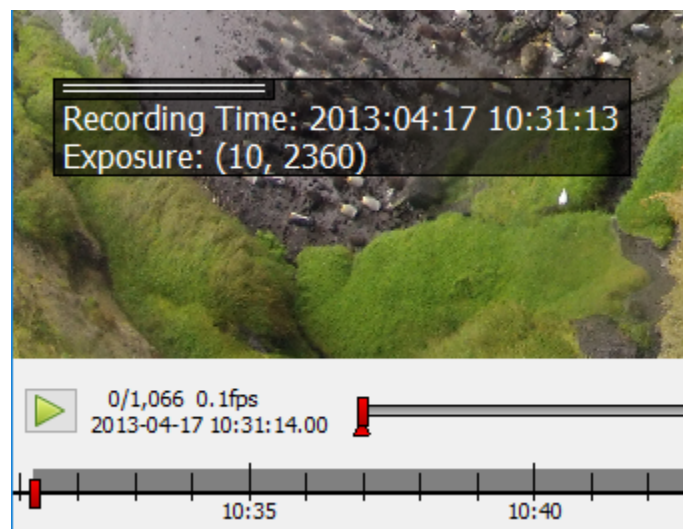 Recording Time: 2013:04:17 10:31:13
Exposure: (10, 2360)
0/1,066 0.1fps
2013-04-17 10:31:14.00
10:35
10:40